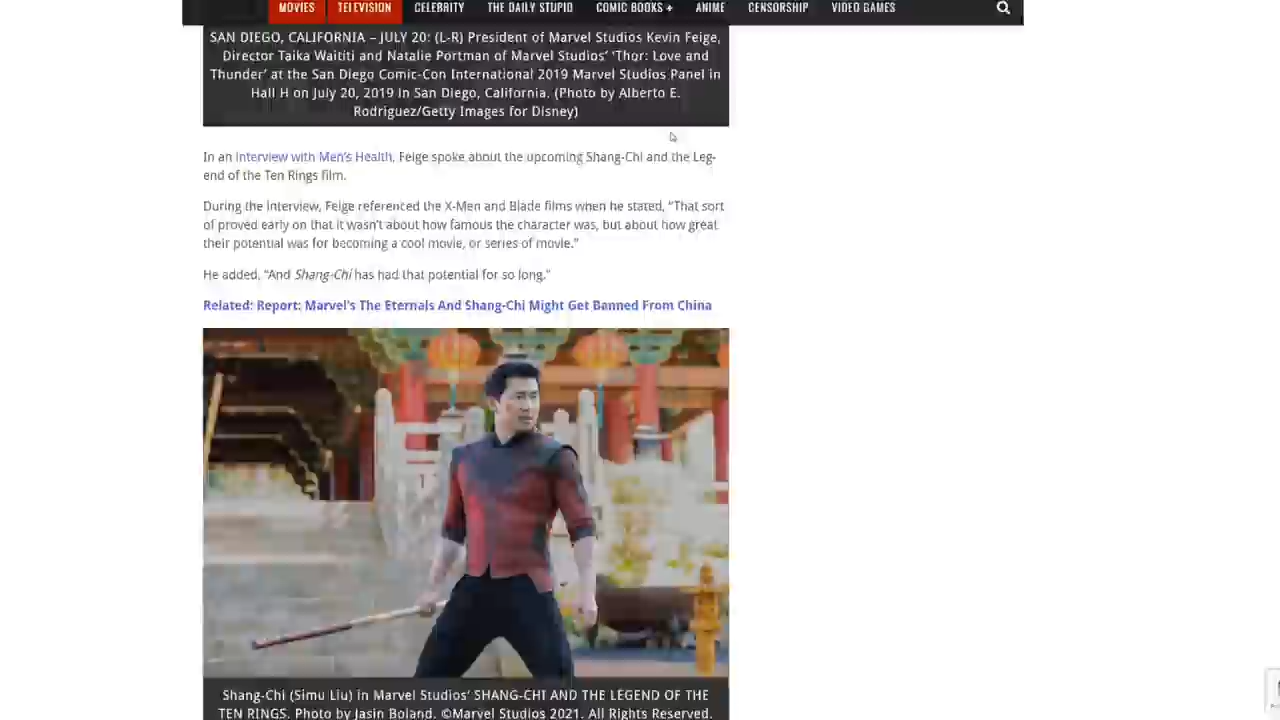 MOVIES TELEVISION CELEBRITY THE DAILY STUPID COMIC BOOKS + ANIME CENSORSHIP VIDEO GAMES
SAN DIEGO, CALIFORNIA – JULY 20: (L-R) President of Marvel Studios Kevin Feige,
Director Taika Waititi and Natalie Portman of Marvel Studios' 'Thor: Love and
Thunder' at the San Diego Comic-Con International 2019 Marvel Studios Panel in
Hall H on July 20, 2019 in San Diego, California. (Photo by Alberto E.
Rodriguez/Getty Images for Disney)
In an interview with Men's Health, Feige spoke about the upcoming Shang-Chi and the Leg-
end of the Ten Rings film.
During the interview, Feige referenced the X-Men and Blade films when he stated, "That sort
of proved early on that it wasn't about how famous the character was, but about how great
their potential was for becoming a cool movie, or series of movie."
He added, "And Shang-Chi has had that potential for so long."
Related: Report: Marvel's The Eternals And Shang-Chi Might Get Banned From China
Shang-Chi (Simu Liu) in Marvel Studios' SHANG-CHI AND THE LEGEND OF THE
TEN RINGS. Photo by Jasin Boland. ©Marvel Studios 2021. All Rights Reserved.